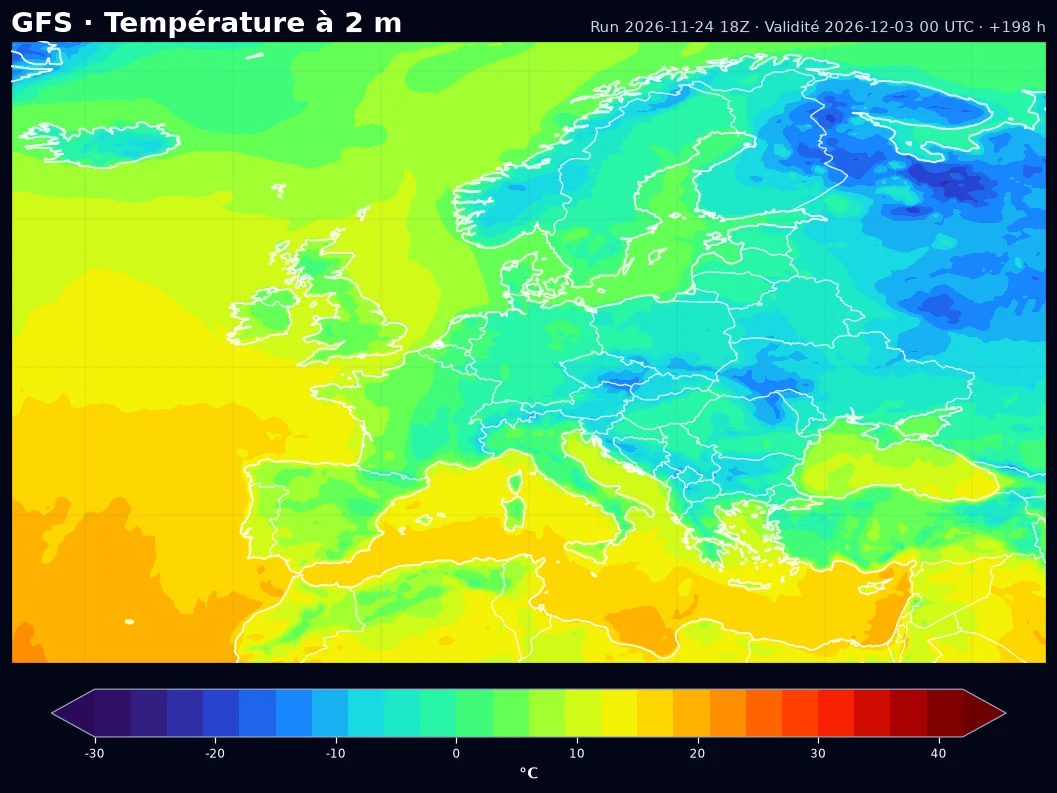 GFS · Température à 2 m
Run 2026-11-24 18Z · Validité 2026-12-03 00 UTC · +198 h
-30 -20 -10 0 10 20 30 40
°C